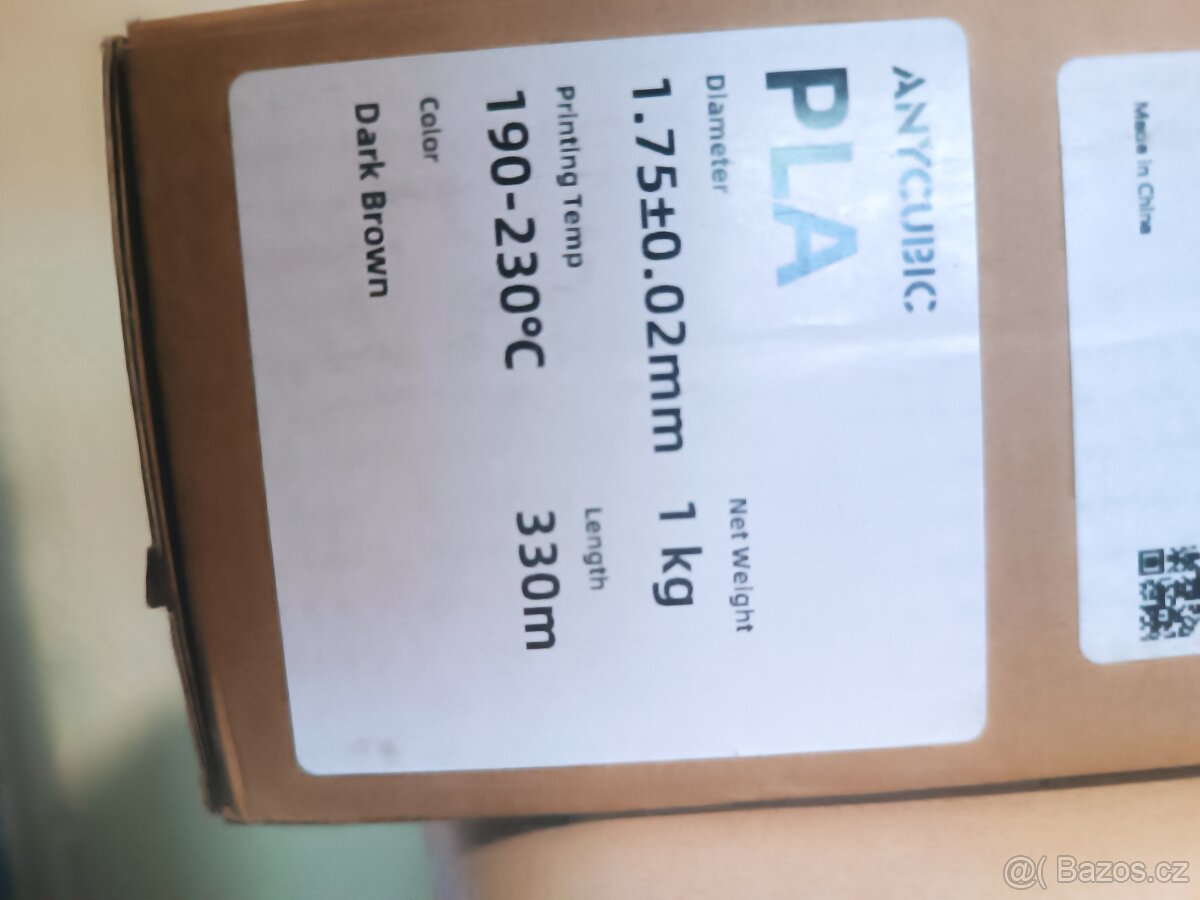 ANYCUBIC
PLA
Diameter
1.75±0.02mm
Net Weight
1 kg
Printing Temp
190-230°C
Length
330m
Color
Dark Brown
Made in China
@( Bazos.cz